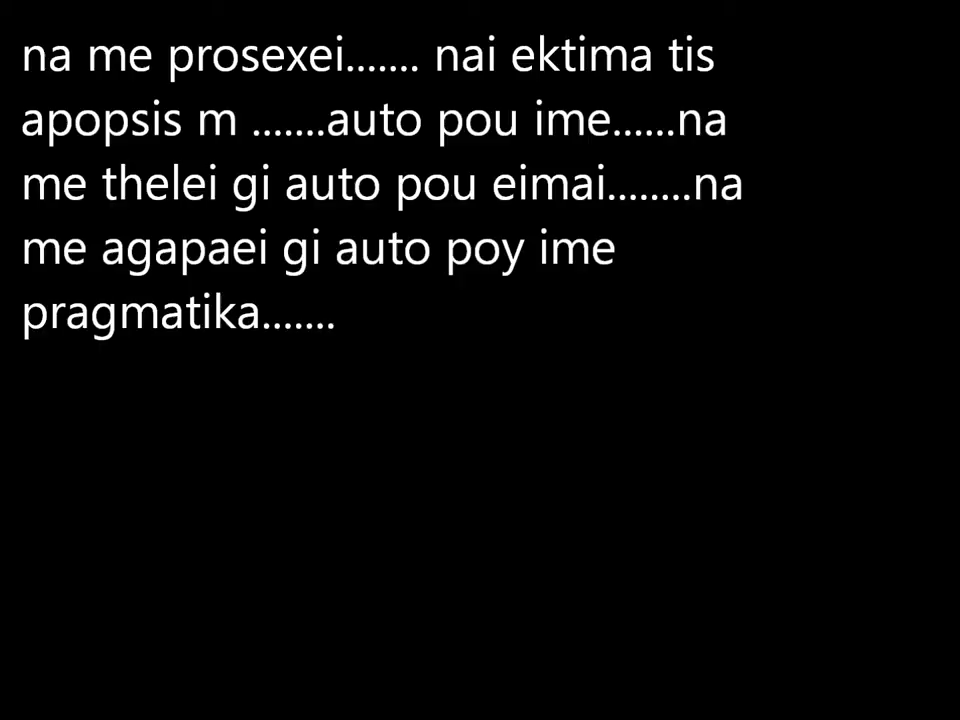 na me prosexei....... nai ektima tis
apopsis m .......auto pou ime......na
me thelei gi auto pou eimai........na
me agapaei gi auto poy ime
pragmatika.......